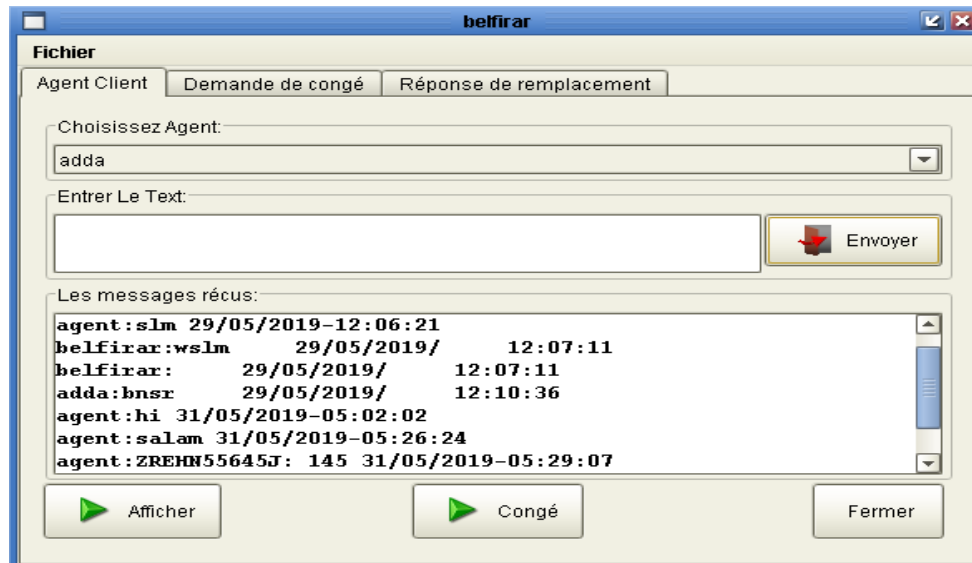 belfirar
Fichier
Agent Client Demande de congé Réponse de remplacement
Choisissez Agent:
adda
Entrer Le Text:
Envoyer
Les messages récus:
agent:slm 29/05/2019-12:06:21
belfirar:wslm 29/05/2019/ 12:07:11
belfirar: 29/05/2019/ 12:07:11
adda:bnsr 29/05/2019/ 12:10:36
agent:hi 31/05/2019-05:02:02
agent:salam 31/05/2019-05:26:24
agent:ZREHN55645J: 145 31/05/2019-05:29:07
Afficher Congé Fermer